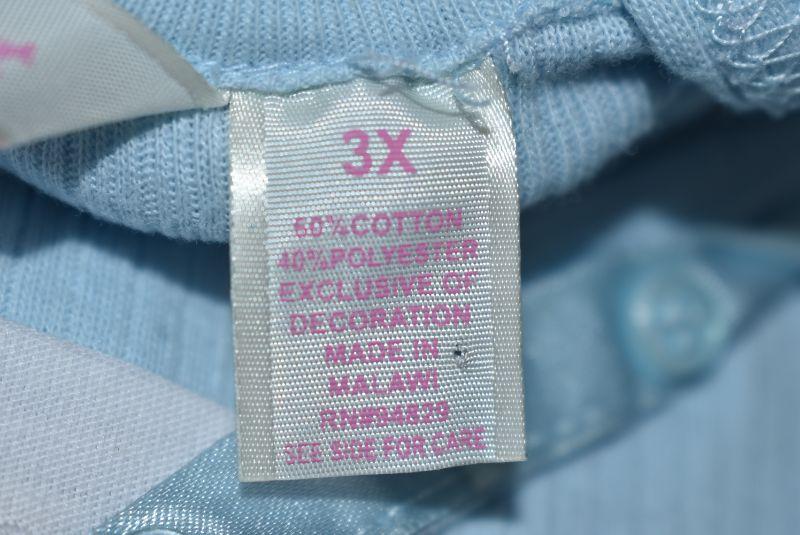 3X
60%COTTON
40%POLYESTER
EXCLUSIVE OF
DECORATION
MADE IN
MALAWI
RN#94829
SEE SIDE FOR CARE